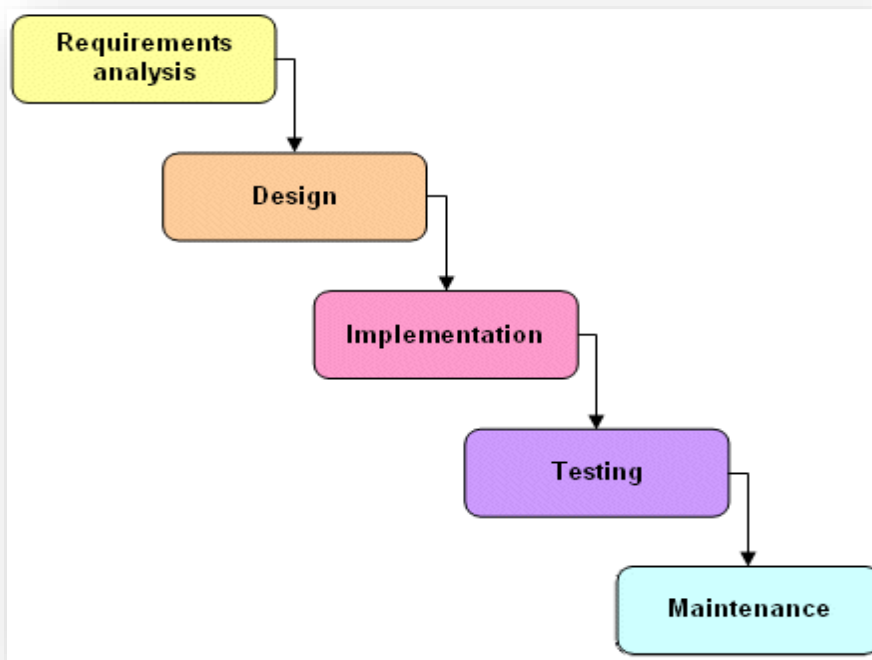 Requirements
analysis
Design
Implementation
Testing
Maintenance